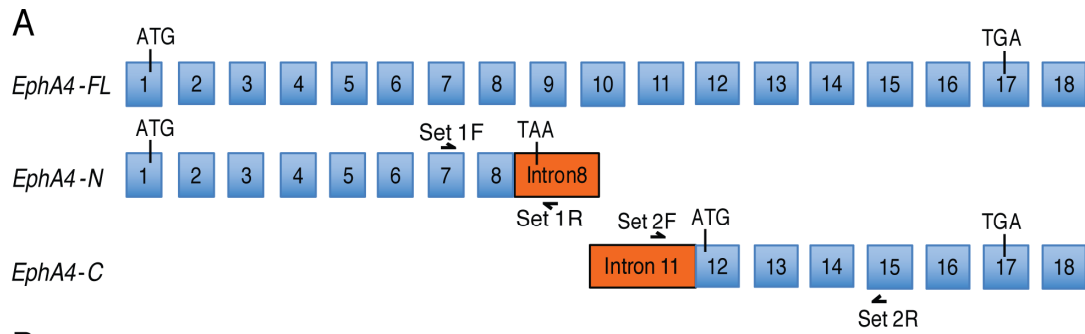 A
ATG TGA
EphA4-FL 1 2 3 4 5 6 7 8 9 10 11 12 13 14 15 16 17 18
ATG Set 1F TAA
EphA4-N 1 2 3 4 5 6 7 8 Intron8
Set 1R
Set 2F ATG TGA
EphA4-C Intron 11 12 13 14 15 16 17 18
Set 2R